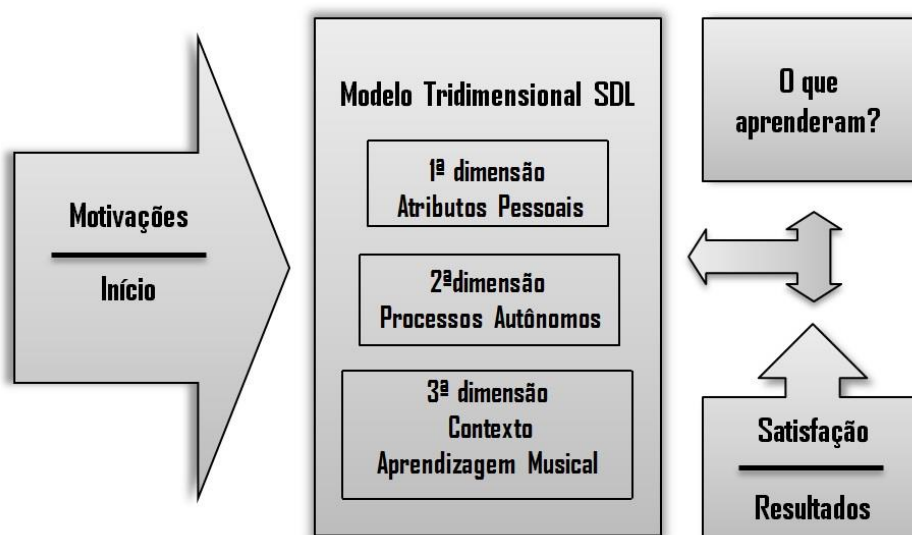 Motivações
Início
Modelo Tridimensional SDL
1ª dimensão
Atributos Pessoais
2ªdimensão
Processos Autônomos
3ª dimensão
Contexto
Aprendizagem Musical
O que
aprenderam?
Satisfação
Resultados